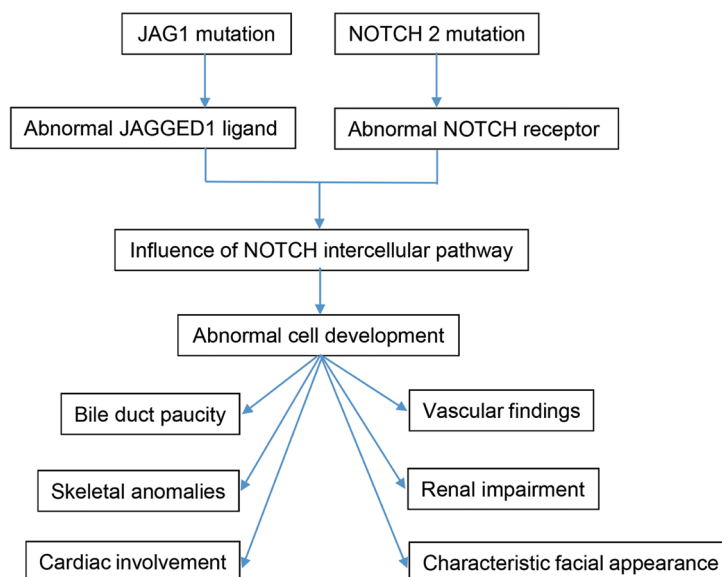 JAG1 mutation
NOTCH 2 mutation
Abnormal JAGGED1 ligand
Abnormal NOTCH receptor
Influence of NOTCH intercellular pathway
Abnormal cell development
Bile duct paucity
Vascular findings
Skeletal anomalies
Renal impairment
Cardiac involvement
Characteristic facial appearance